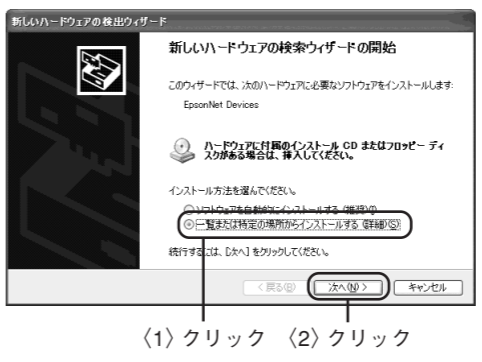 新しいハードウェアの検出ウィザード
新しいハードウェアの検索ウィザードの開始
このウィザードでは、次のハードウェアに必要なソフトウェアをインストールします:
EpsonNet Devices
ハードウェアに付属のインストール CD またはフロッピー ディ
スクがある場合は、挿入してください。
インストール方法を選んでください。
ソフトウェアを自動的にインストールする (推奨)(I)
一覧または特定の場所からインストールする (詳細)(S)
続行するには、[次へ] をクリックしてください。
< 戻る(B) 次へ(N) > キャンセル
〈1〉クリック 〈2〉クリック